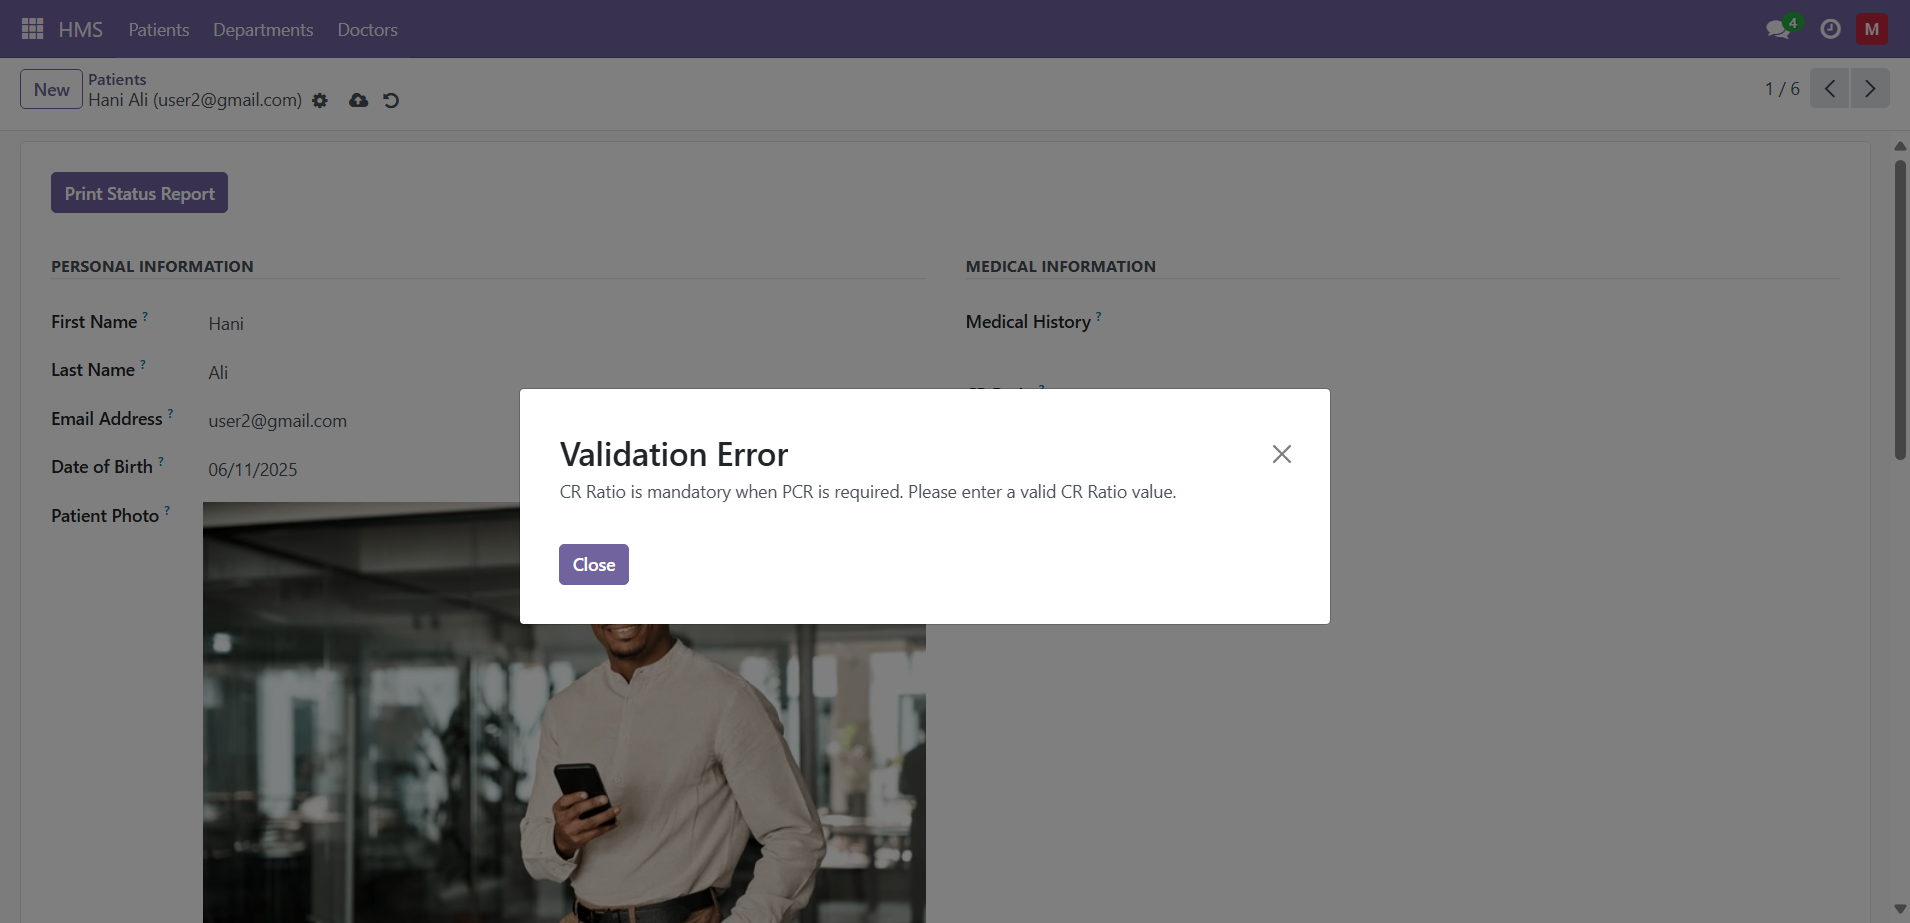 HMS Patients Departments Doctors 4 M
New Patients
Hani Ali (user2@gmail.com)
1 / 6
Print Status Report
PERSONAL INFORMATION
First Name ? Hani
Last Name ? Ali
Email Address ? user2@gmail.com
Date of Birth ? 06/11/2025
Patient Photo ?
MEDICAL INFORMATION
Medical History ?
Validation Error
CR Ratio is mandatory when PCR is required. Please enter a valid CR Ratio value.
Close